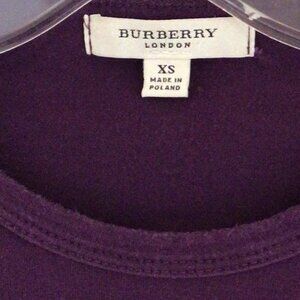 BURBERRY
LONDON
XS
MADE IN
POLAND